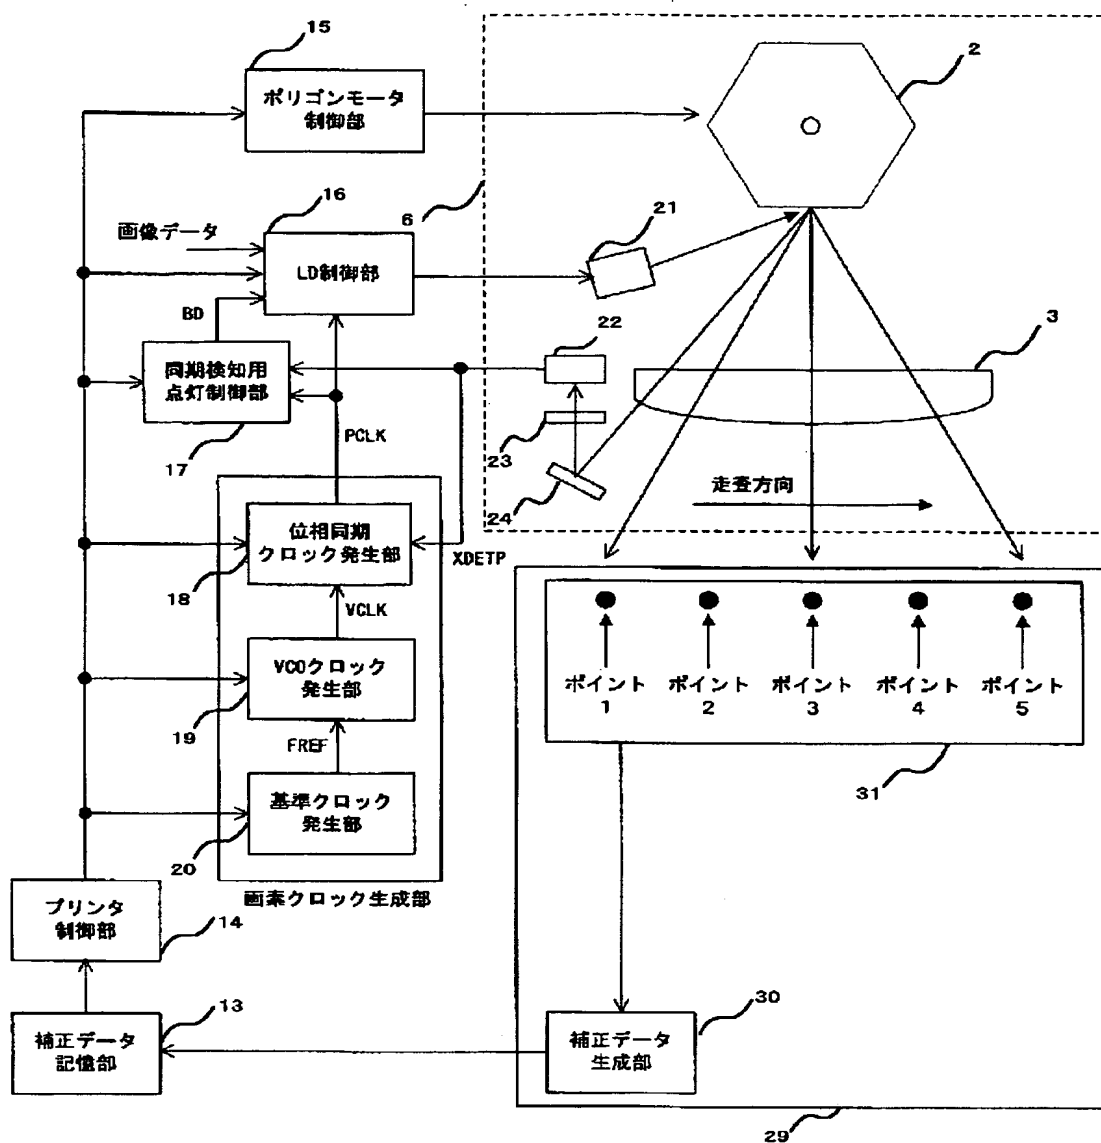 15
ポリゴンモータ
制御部
2
16
6
21
画像データ
LD制御部
BD
22
3
同期検知用
点灯制御部
PCLK
23
17
24
走査方向
位相同期
クロック発生部
XDETP
18
VCLK
VCOクロック
発生部
ポイント
1
ポイント
2
ポイント
3
ポイント
4
ポイント
5
19
FREF
31
基準クロック
発生部
20
画素クロック生成部
プリンタ
制御部
14
13
30
補正データ
記憶部
補正データ
生成部
29